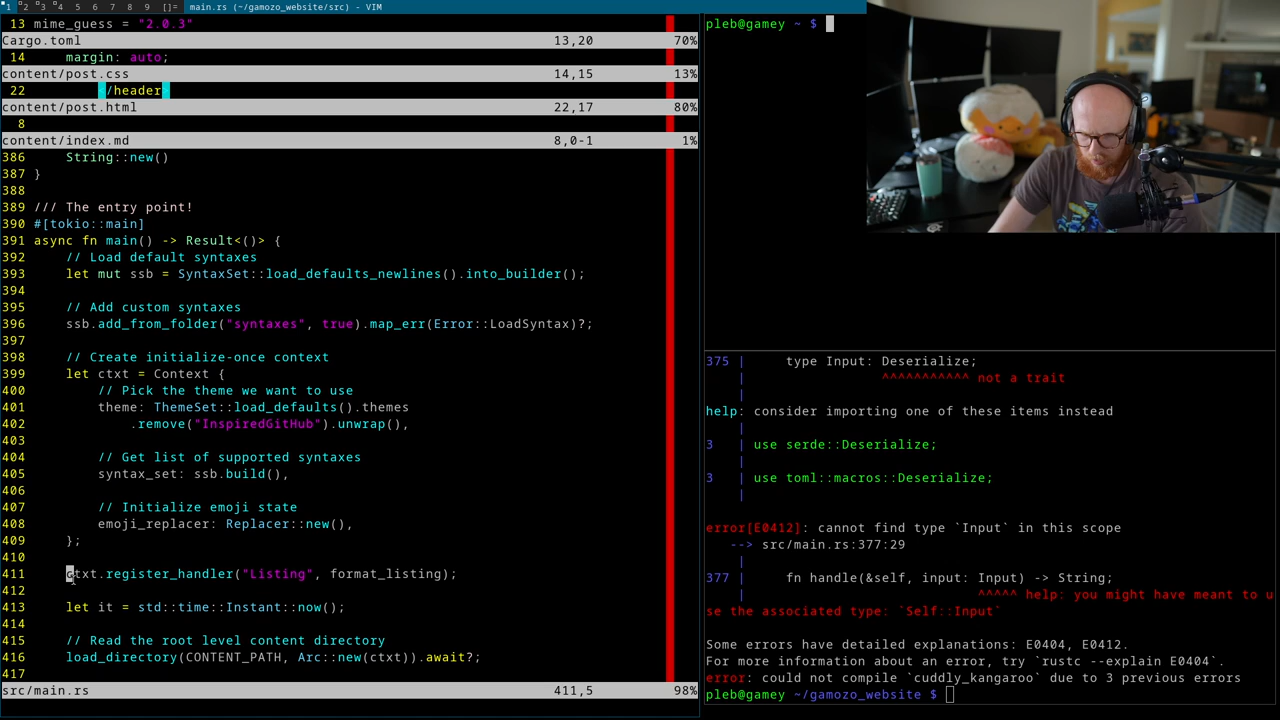 1 2 3 4 5 6 7 8 9 []= main.rs (~/gamozo_website/src) - VIM
13 mime_guess = "2.0.3"
Cargo.toml 13,20 70%
14 margin: auto;
content/post.css 14,15 13%
22 </header>
content/post.html 22,17 80%
8
content/index.md 8,0-1 1%
386 String::new()
387 }
388
389 /// The entry point!
390 #[tokio::main]
391 async fn main() -> Result<()> {
392 // Load default syntaxes
393 let mut ssb = SyntaxSet::load_defaults_newlines().into_builder();
394
395 // Add custom syntaxes
396 ssb.add_from_folder("syntaxes", true).map_err(Error::LoadSyntax)?;
397
398 // Create initialize-once context
399 let ctxt = Context {
400 // Pick the theme we want to use
401 theme: ThemeSet::load_defaults().themes
402 .remove("InspiredGitHub").unwrap(),
403
404 // Get list of supported syntaxes
405 syntax_set: ssb.build(),
406
407 // Initialize emoji state
408 emoji_replacer: Replacer::new(),
409 };
410
411 ctxt.register_handler("Listing", format_listing);
412
413 let it = std::time::Instant::now();
414
415 // Read the root level content directory
416 load_directory(CONTENT_PATH, Arc::new(ctxt)).await?;
417
src/main.rs 411,5 98%
pleb@gamey ~ $
375 | type Input: Deserialize;
| ^^^^^^^^^^^ not a trait
|
help: consider importing one of these items instead
|
3 | use serde::Deserialize;
|
3 | use toml::macros::Deserialize;
|
error[E0412]: cannot find type `Input` in this scope
--> src/main.rs:377:29
|
377 | fn handle(&self, input: Input) -> String;
| ^^^^^ help: you might have meant to u
se the associated type: `Self::Input`
Some errors have detailed explanations: E0404, E0412.
For more information about an error, try `rustc --explain E0404`.
error: could not compile `cuddly_kangaroo` due to 3 previous errors
pleb@gamey ~/gamozo_website $